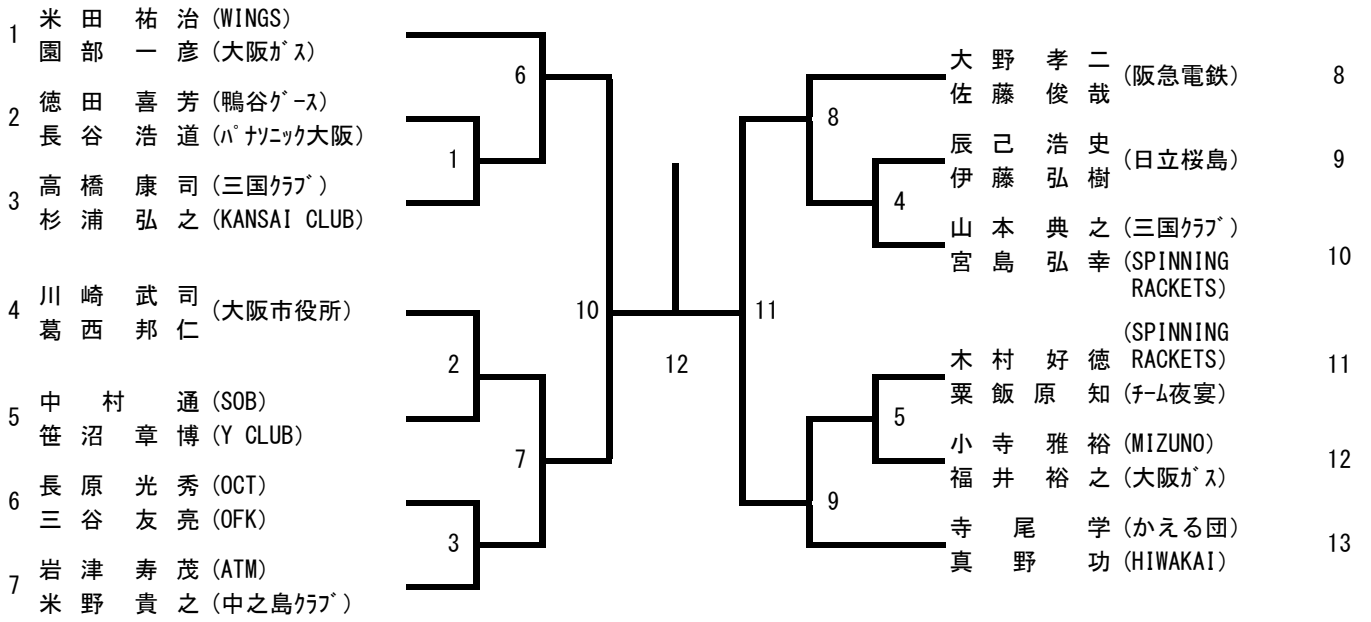 1
米田 祐治 (WINGS)
園部 一彦 (大阪ｶﾞｽ)
2
徳田 喜芳 (鴨谷ｸﾞｰｽ)
長谷 浩道 (ﾊﾟﾅｿﾆｯｸ大阪)
3
高橋 康司 (三国ｸﾗﾌﾞ)
杉浦 弘之 (KANSAI CLUB)
4
川崎 武司 (大阪市役所)
葛西 邦仁
5
中村 通 (SOB)
笹沼 章博 (Y CLUB)
6
長原 光秀 (OCT)
三谷 友亮 (OFK)
7
岩津 寿茂 (ATM)
米野 貴之 (中之島ｸﾗﾌﾞ)
6
1
2
7
3
10
12
11
8
4
5
9
大野 孝二 (阪急電鉄) 8
佐藤 俊哉
辰己 浩史 (日立桜島) 9
伊藤 弘樹
山本 典之 (三国ｸﾗﾌﾞ)
宮島 弘幸 (SPINNING 10
RACKETS)
(SPINNING
木村 好徳 RACKETS) 11
粟飯原 知 (ﾁｰﾑ夜宴)
小寺 雅裕 (MIZUNO) 12
福井 裕之 (大阪ｶﾞｽ)
寺尾 学 (かえる団) 13
真野 功 (HIWAKAI)